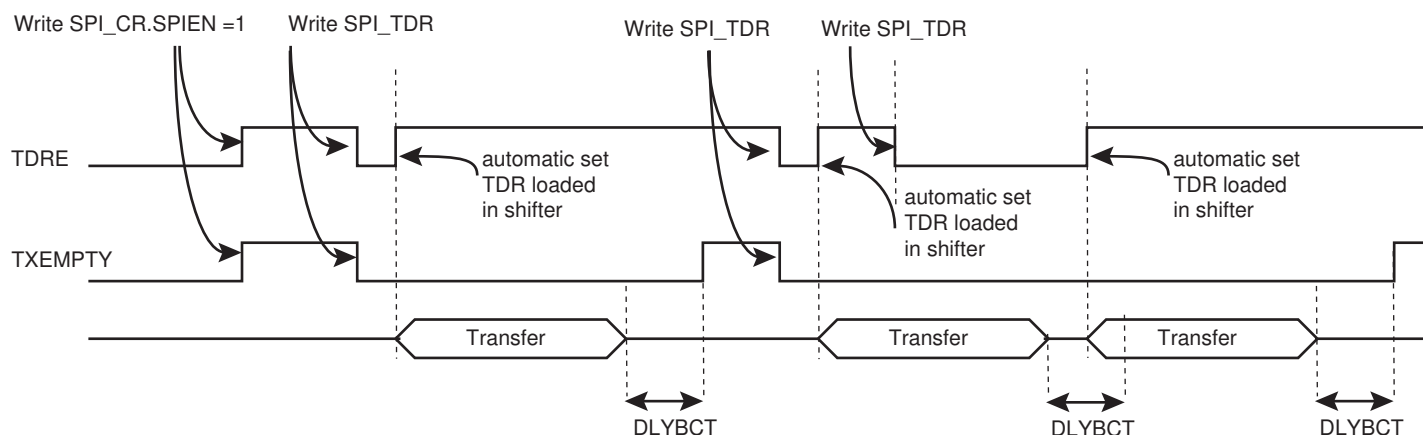 Write SPI_CR.SPIEN =1
Write SPI_TDR
Write SPI_TDR
Write SPI_TDR
TDRE
automatic set
TDR loaded
in shifter
automatic set
TDR loaded
in shifter
automatic set
TDR loaded
in shifter
TXEMPTY
Transfer
Transfer
Transfer
DLYBCT
DLYBCT
DLYBCT